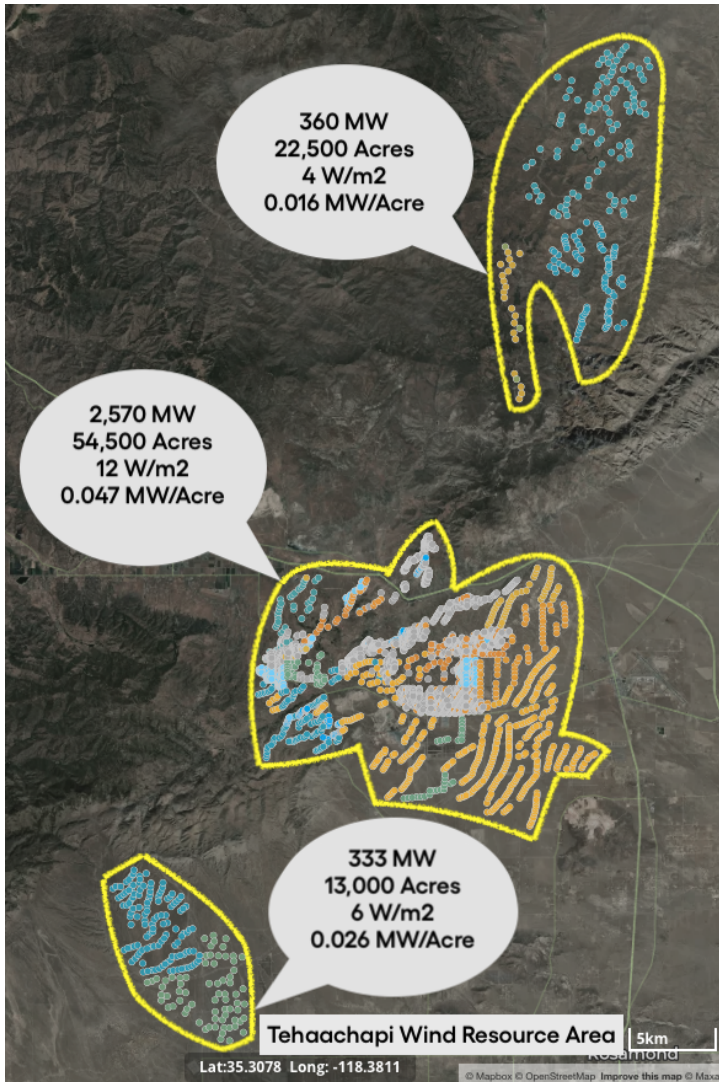 360 MW
22,500 Acres
4 W/m2
0.016 MW/Acre
2,570 MW
54,500 Acres
12 W/m2
0.047 MW/Acre
333 MW
13,000 Acres
6 W/m2
0.026 MW/Acre
Tehaachapi Wind Resource Area
5km
Rosamond
Lat:35.3078 Long: -118.3811
© Mapbox © OpenStreetMap Improve this map © Maxa